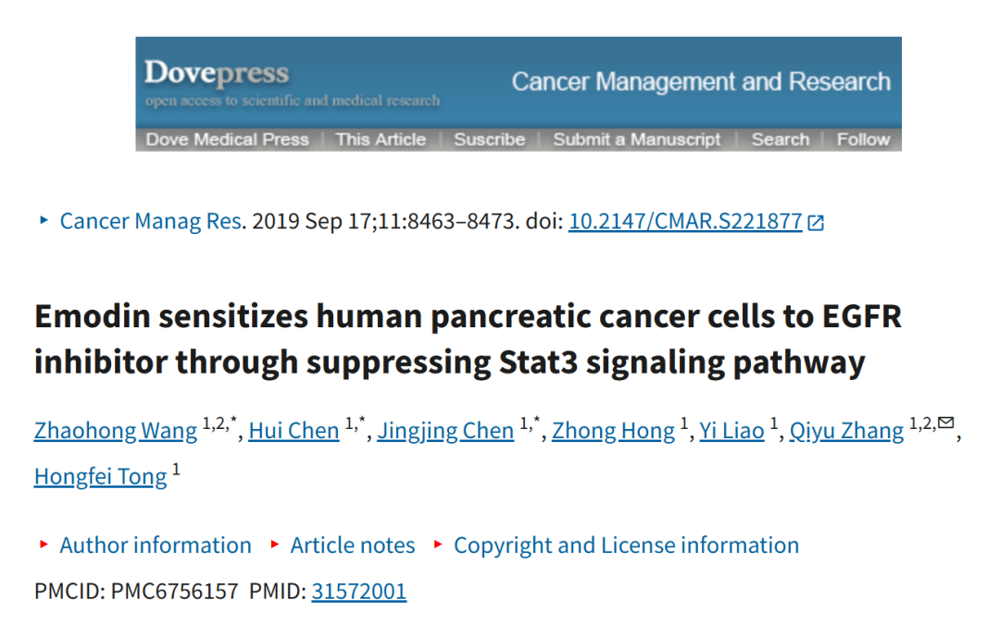 Dovepress
open access to scientific and medical research
Cancer Management and Research
Dove Medical Press | This Article | Suscribe | Submit a Manuscript | Search | Follow
Cancer Manag Res. 2019 Sep 17;11:8463–8473. doi: 10.2147/CMAR.S221877
Emodin sensitizes human pancreatic cancer cells to EGFR
inhibitor through suppressing Stat3 signaling pathway
Zhaohong Wang 1,2,*, Hui Chen 1,*, Jingjing Chen 1,*, Zhong Hong 1, Yi Liao 1, Qiyu Zhang 1,2,✉,
Hongfei Tong 1
Author information Article notes Copyright and License information
PMCID: PMC6756157 PMID: 31572001